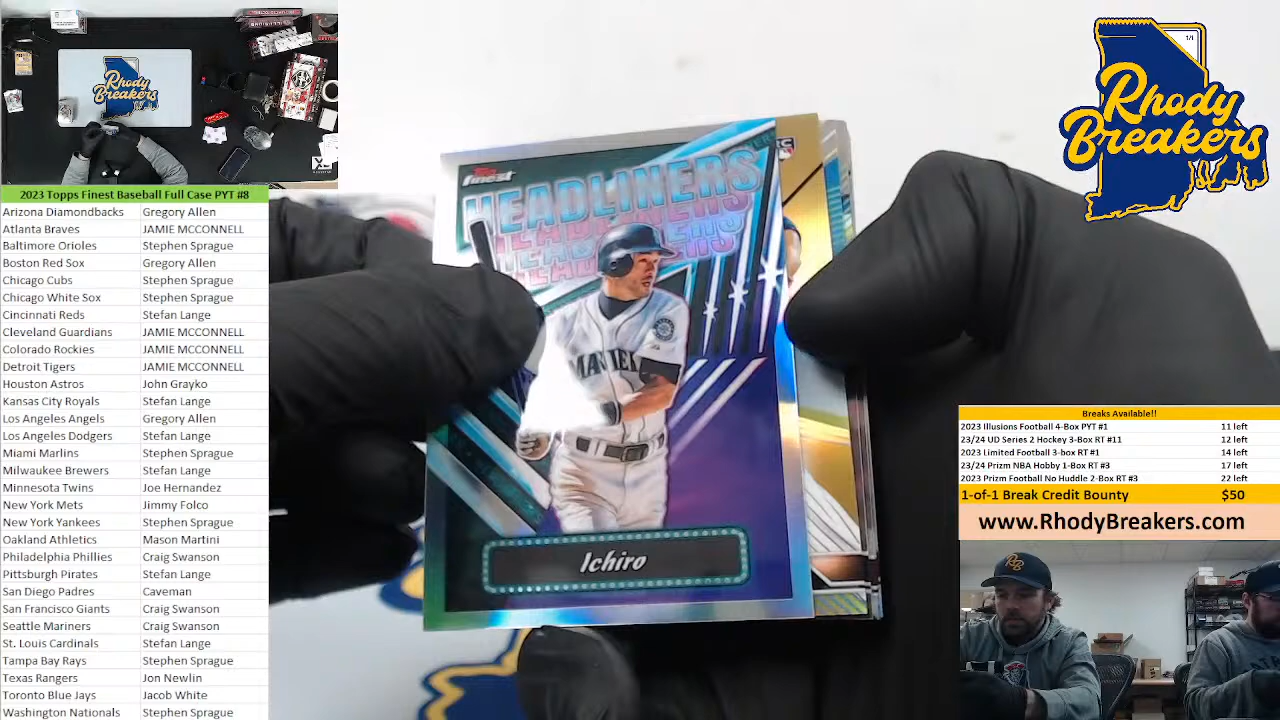 Rhody
Breakers
2023 Topps Finest Baseball Full Case PYT #8
Arizona Diamondbacks Gregory Allen
Atlanta Braves JAMIE MCCONNELL
Baltimore Orioles Stephen Sprague
Boston Red Sox Gregory Allen
Chicago Cubs Stephen Sprague
Chicago White Sox Stephen Sprague
Cincinnati Reds Stefan Lange
Cleveland Guardians JAMIE MCCONNELL
Colorado Rockies JAMIE MCCONNELL
Detroit Tigers JAMIE MCCONNELL
Houston Astros John Grayko
Kansas City Royals Stefan Lange
Los Angeles Angels Gregory Allen
Los Angeles Dodgers Stefan Lange
Miami Marlins Stephen Sprague
Milwaukee Brewers Stefan Lange
Minnesota Twins Joe Hernandez
New York Mets Jimmy Folco
New York Yankees Stephen Sprague
Oakland Athletics Mason Martini
Philadelphia Phillies Craig Swanson
Pittsburgh Pirates Stefan Lange
San Diego Padres Caveman
San Francisco Giants Craig Swanson
Seattle Mariners Craig Swanson
St. Louis Cardinals Stefan Lange
Tampa Bay Rays Stephen Sprague
Texas Rangers Jon Newlin
Toronto Blue Jays Jacob White
Washington Nationals Stephen Sprague
Topps
finest
HEADLINERS
HEADLINERS
HEADLINERS
HEADLINERS
RC
Ichiro
1/1
Rhody
Breakers
Breaks Available!!
2023 Illusions Football 4-Box PYT #1 11 left
23/24 UD Series 2 Hockey 3-Box RT #11 12 left
2023 Limited Football 3-box RT #1 14 left
23/24 Prizm NBA Hobby 1-Box RT #3 17 left
2023 Prizm Football No Huddle 2-Box RT #3 22 left
1-of-1 Break Credit Bounty $50
www.RhodyBreakers.com
RB